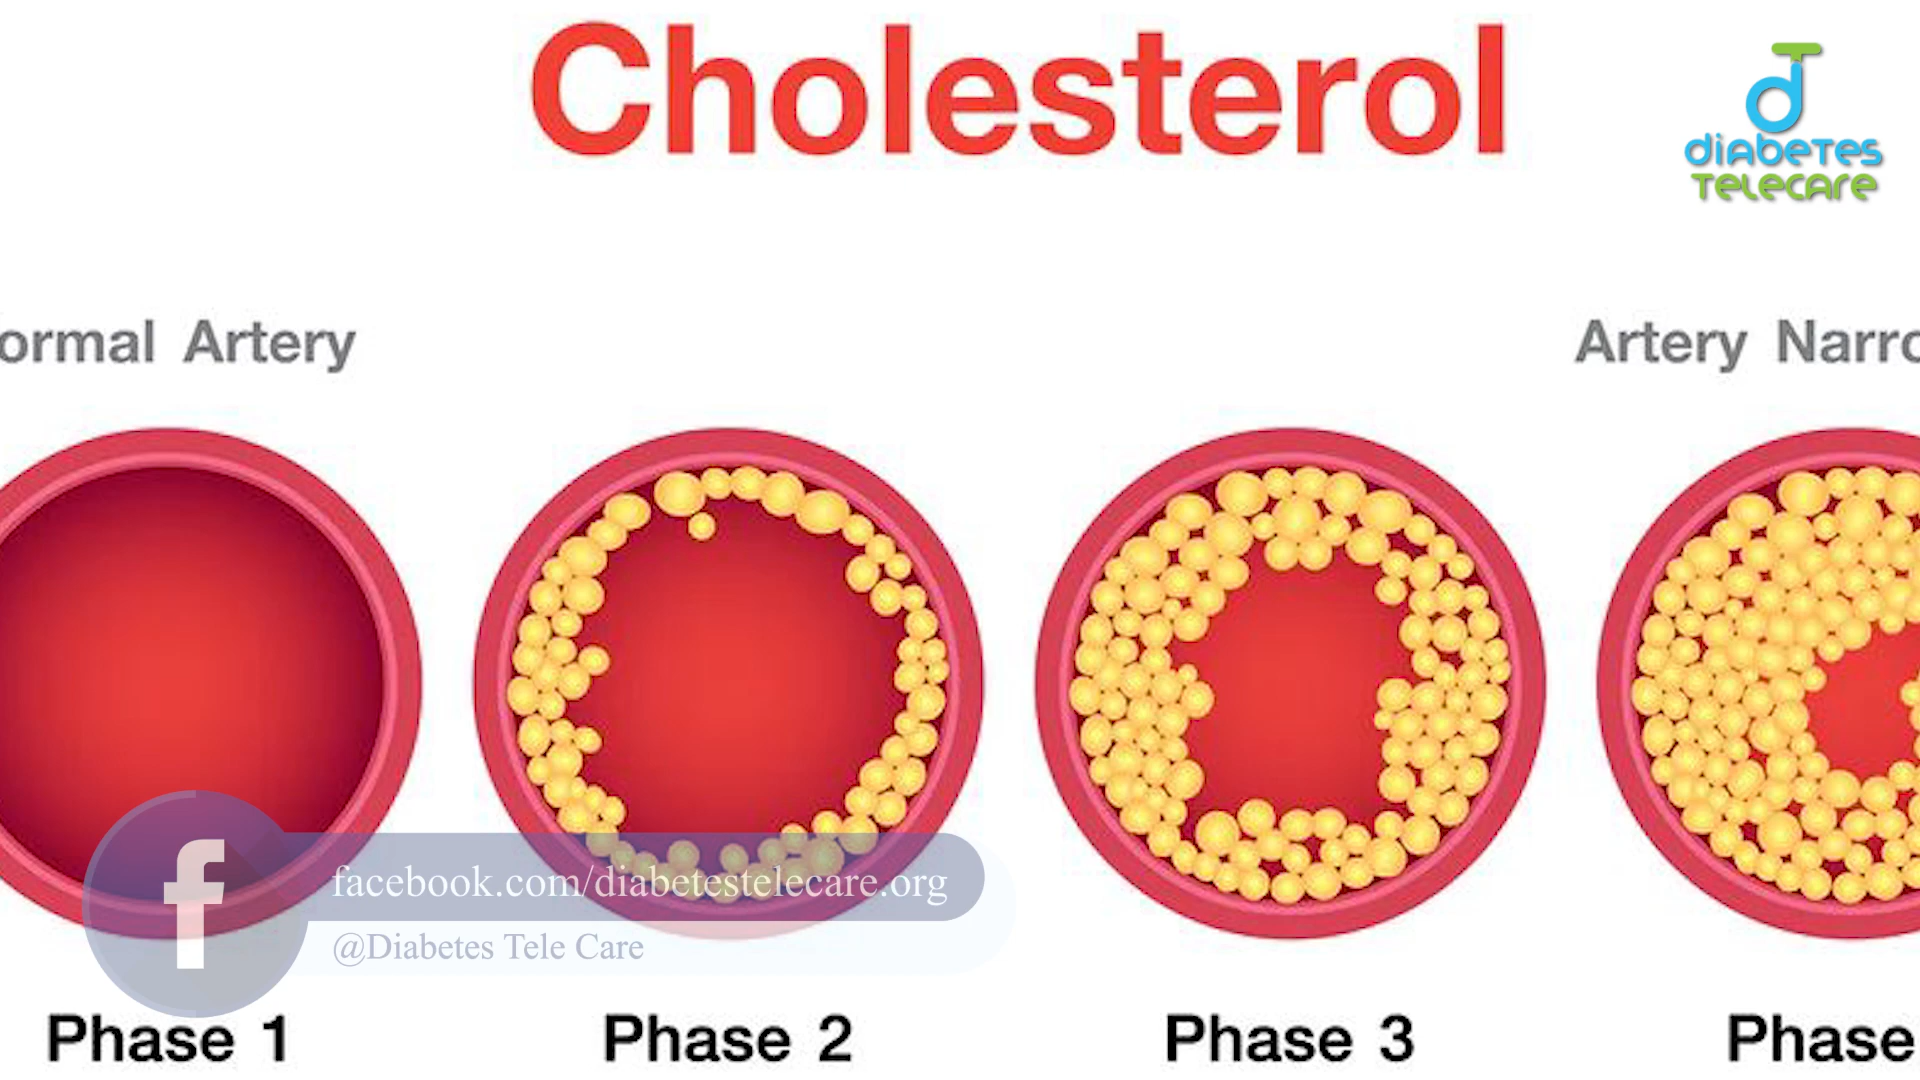 Cholesterol
dT
diabetes
Telecare
ormal Artery
Artery Narro
facebook.com/diabetestelecare.org
@Diabetes Tele Care
Phase 1
Phase 2
Phase 3
Phase